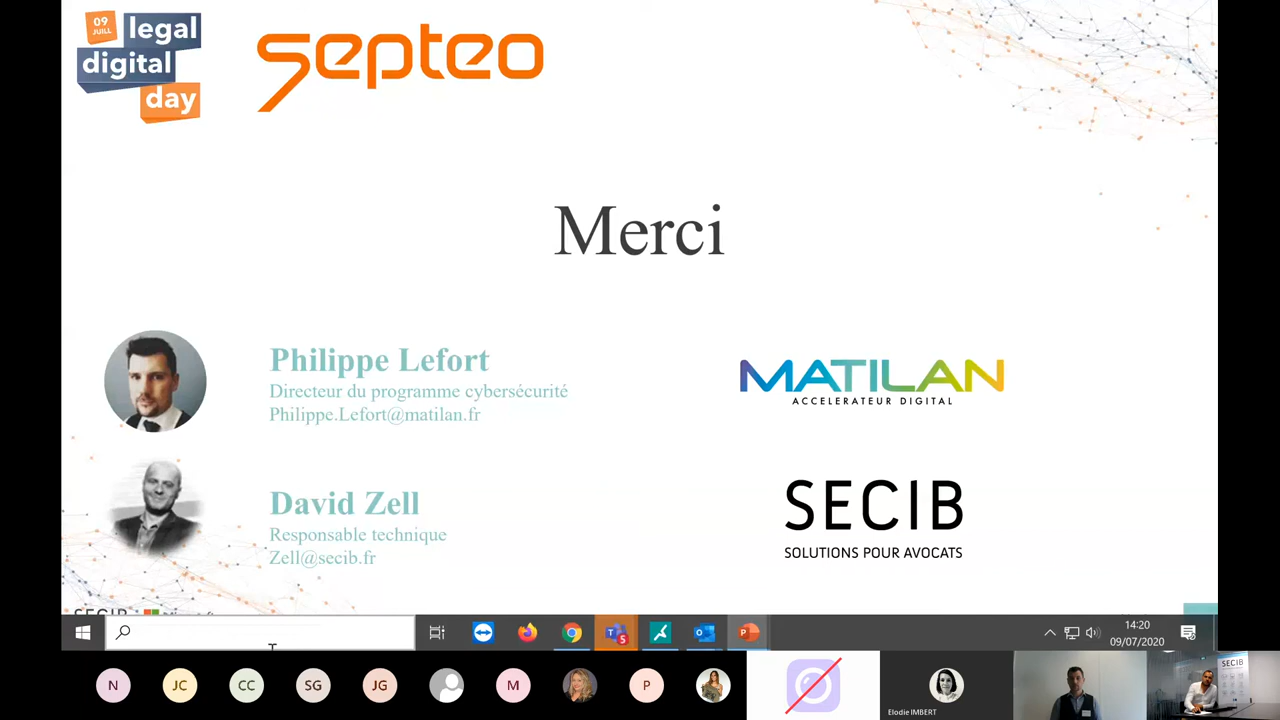 09
JUILL
legal
digital
day
septeo
Merci
Philippe Lefort
Directeur du programme cybersécurité
Philippe.Lefort@matilan.fr
MATILAN
ACCELERATEUR DIGITAL
David Zell
Responsable technique
Zell@secib.fr
SECIB
SOLUTIONS POUR AVOCATS
SECIB
14:20
09/07/2020
N
JC
CC
SG
JG
M
P
Elodie IMBERT
SECIB